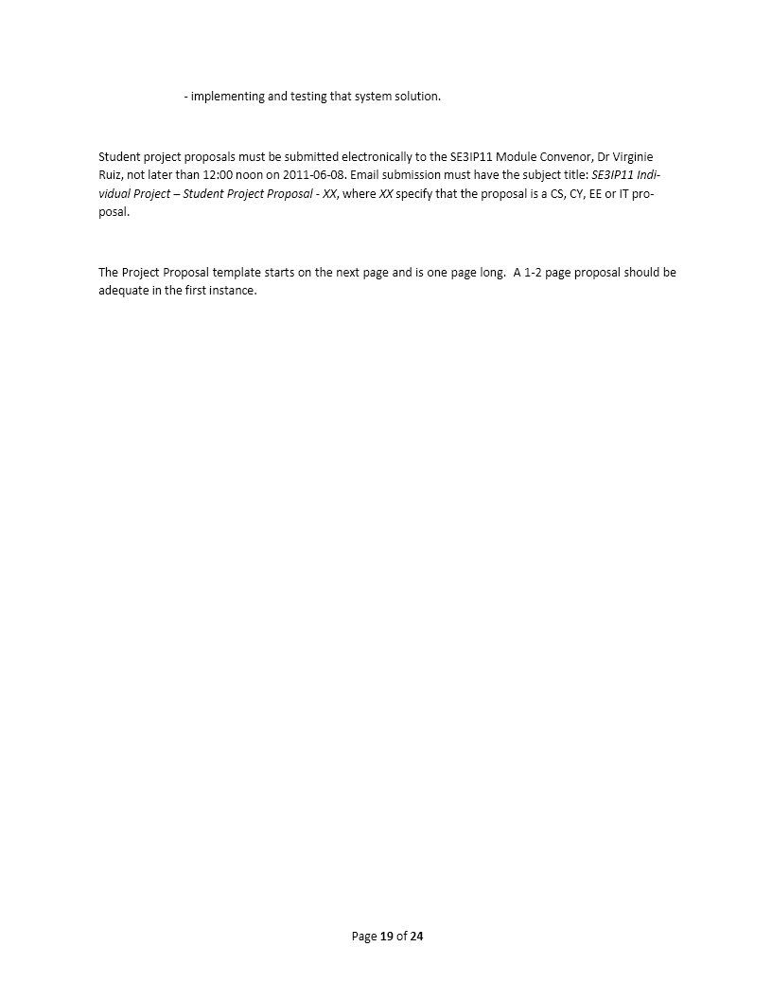 - implementing and testing that system solution.
Student project proposals must be submitted electronically to the SE3IP11 Module Convenor, Dr Virginie
Ruiz, not later than 12:00 noon on 2011-06-08. Email submission must have the subject title: SE3IP11 Indi-
vidual Project – Student Project Proposal - XX, where XX specify that the proposal is a CS, CY, EE or IT pro-
posal.
The Project Proposal template starts on the next page and is one page long.  A 1-2 page proposal should be
adequate in the first instance.
Page 19 of 24